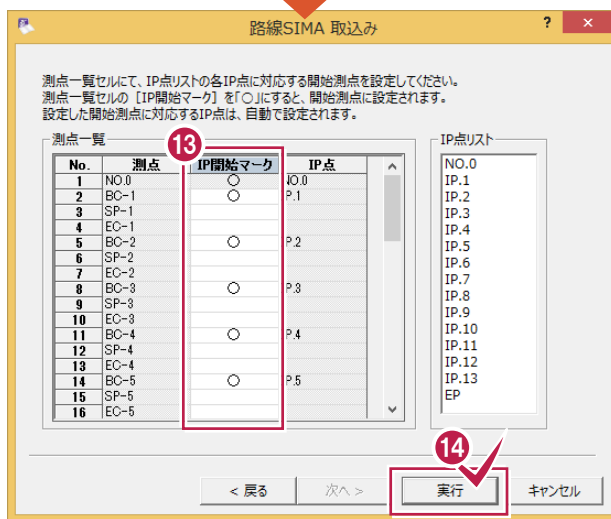 路線SIMA 取込み
? ×
測点一覧セルにて、IP点リストの各IP点に対応する開始測点を設定してください。
測点一覧セルの [IP開始マーク] を「○」にすると、開始測点に設定されます。
設定した開始測点に対応するIP点は、自動で設定されます。
測点一覧
13
No. 測点 IP開始マーク IP点
1 NO.0 ○ NO.0
2 BC-1 ○ P.1
3 SP-1
4 EC-1
5 BC-2 ○ P.2
6 SP-2
7 EC-2
8 BC-3 ○ P.3
9 SP-3
10 EC-3
11 BC-4 ○ P.4
12 SP-4
13 EC-4
14 BC-5 ○ P.5
15 SP-5
16 EC-5
IP点リスト
NO.0
IP.1
IP.2
IP.3
IP.4
IP.5
IP.6
IP.7
IP.8
IP.9
IP.10
IP.11
IP.12
IP.13
EP
14
< 戻る 次へ > 実行 キャンセル